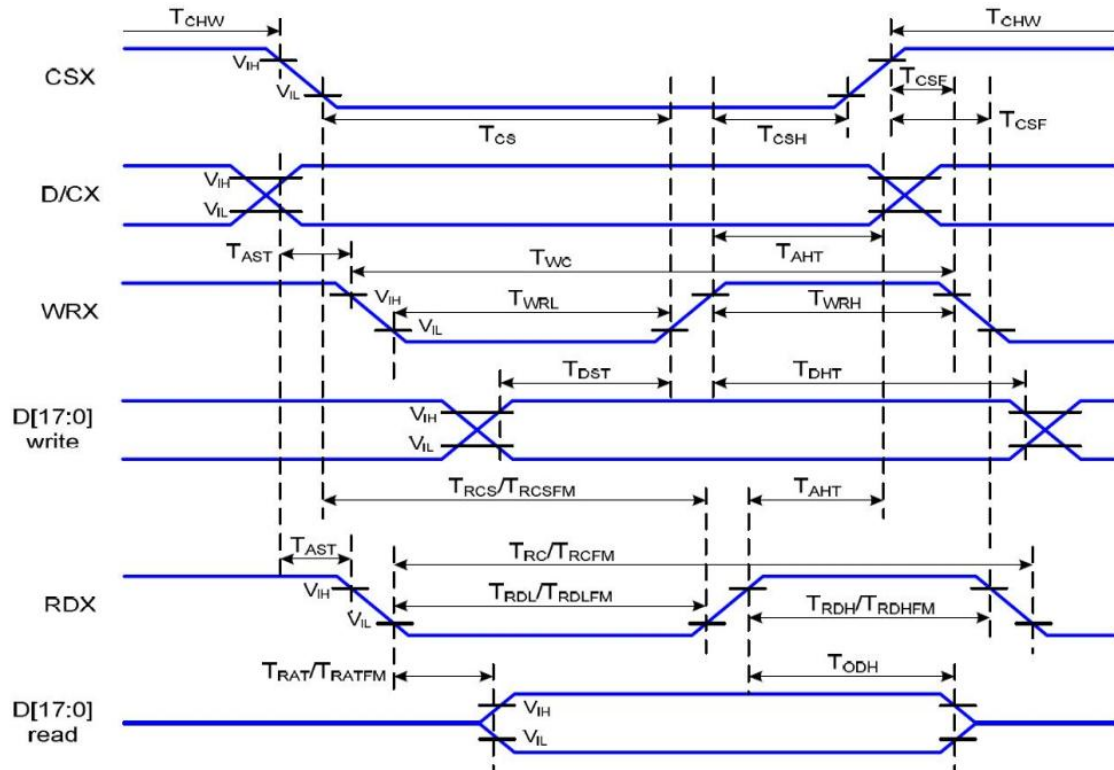 TCHW TCHW
CSX VIH
VIL
TCSF
TCSF
TCS TCSH
D/CX VIH
VIL
TAST TWC TAHT
WRX VIH
VIL
TWRL TWRH
TDST TDHT
D[17:0]
write
VIH
VIL
TRCS/TRCSFM TAHT
TAST TRC/TRCFM
RDX VIH
VIL
TRDL/TRDLFM TRDH/TRDHFM
TRAT/TRATFM TODH
D[17:0]
read
VIH
VIL